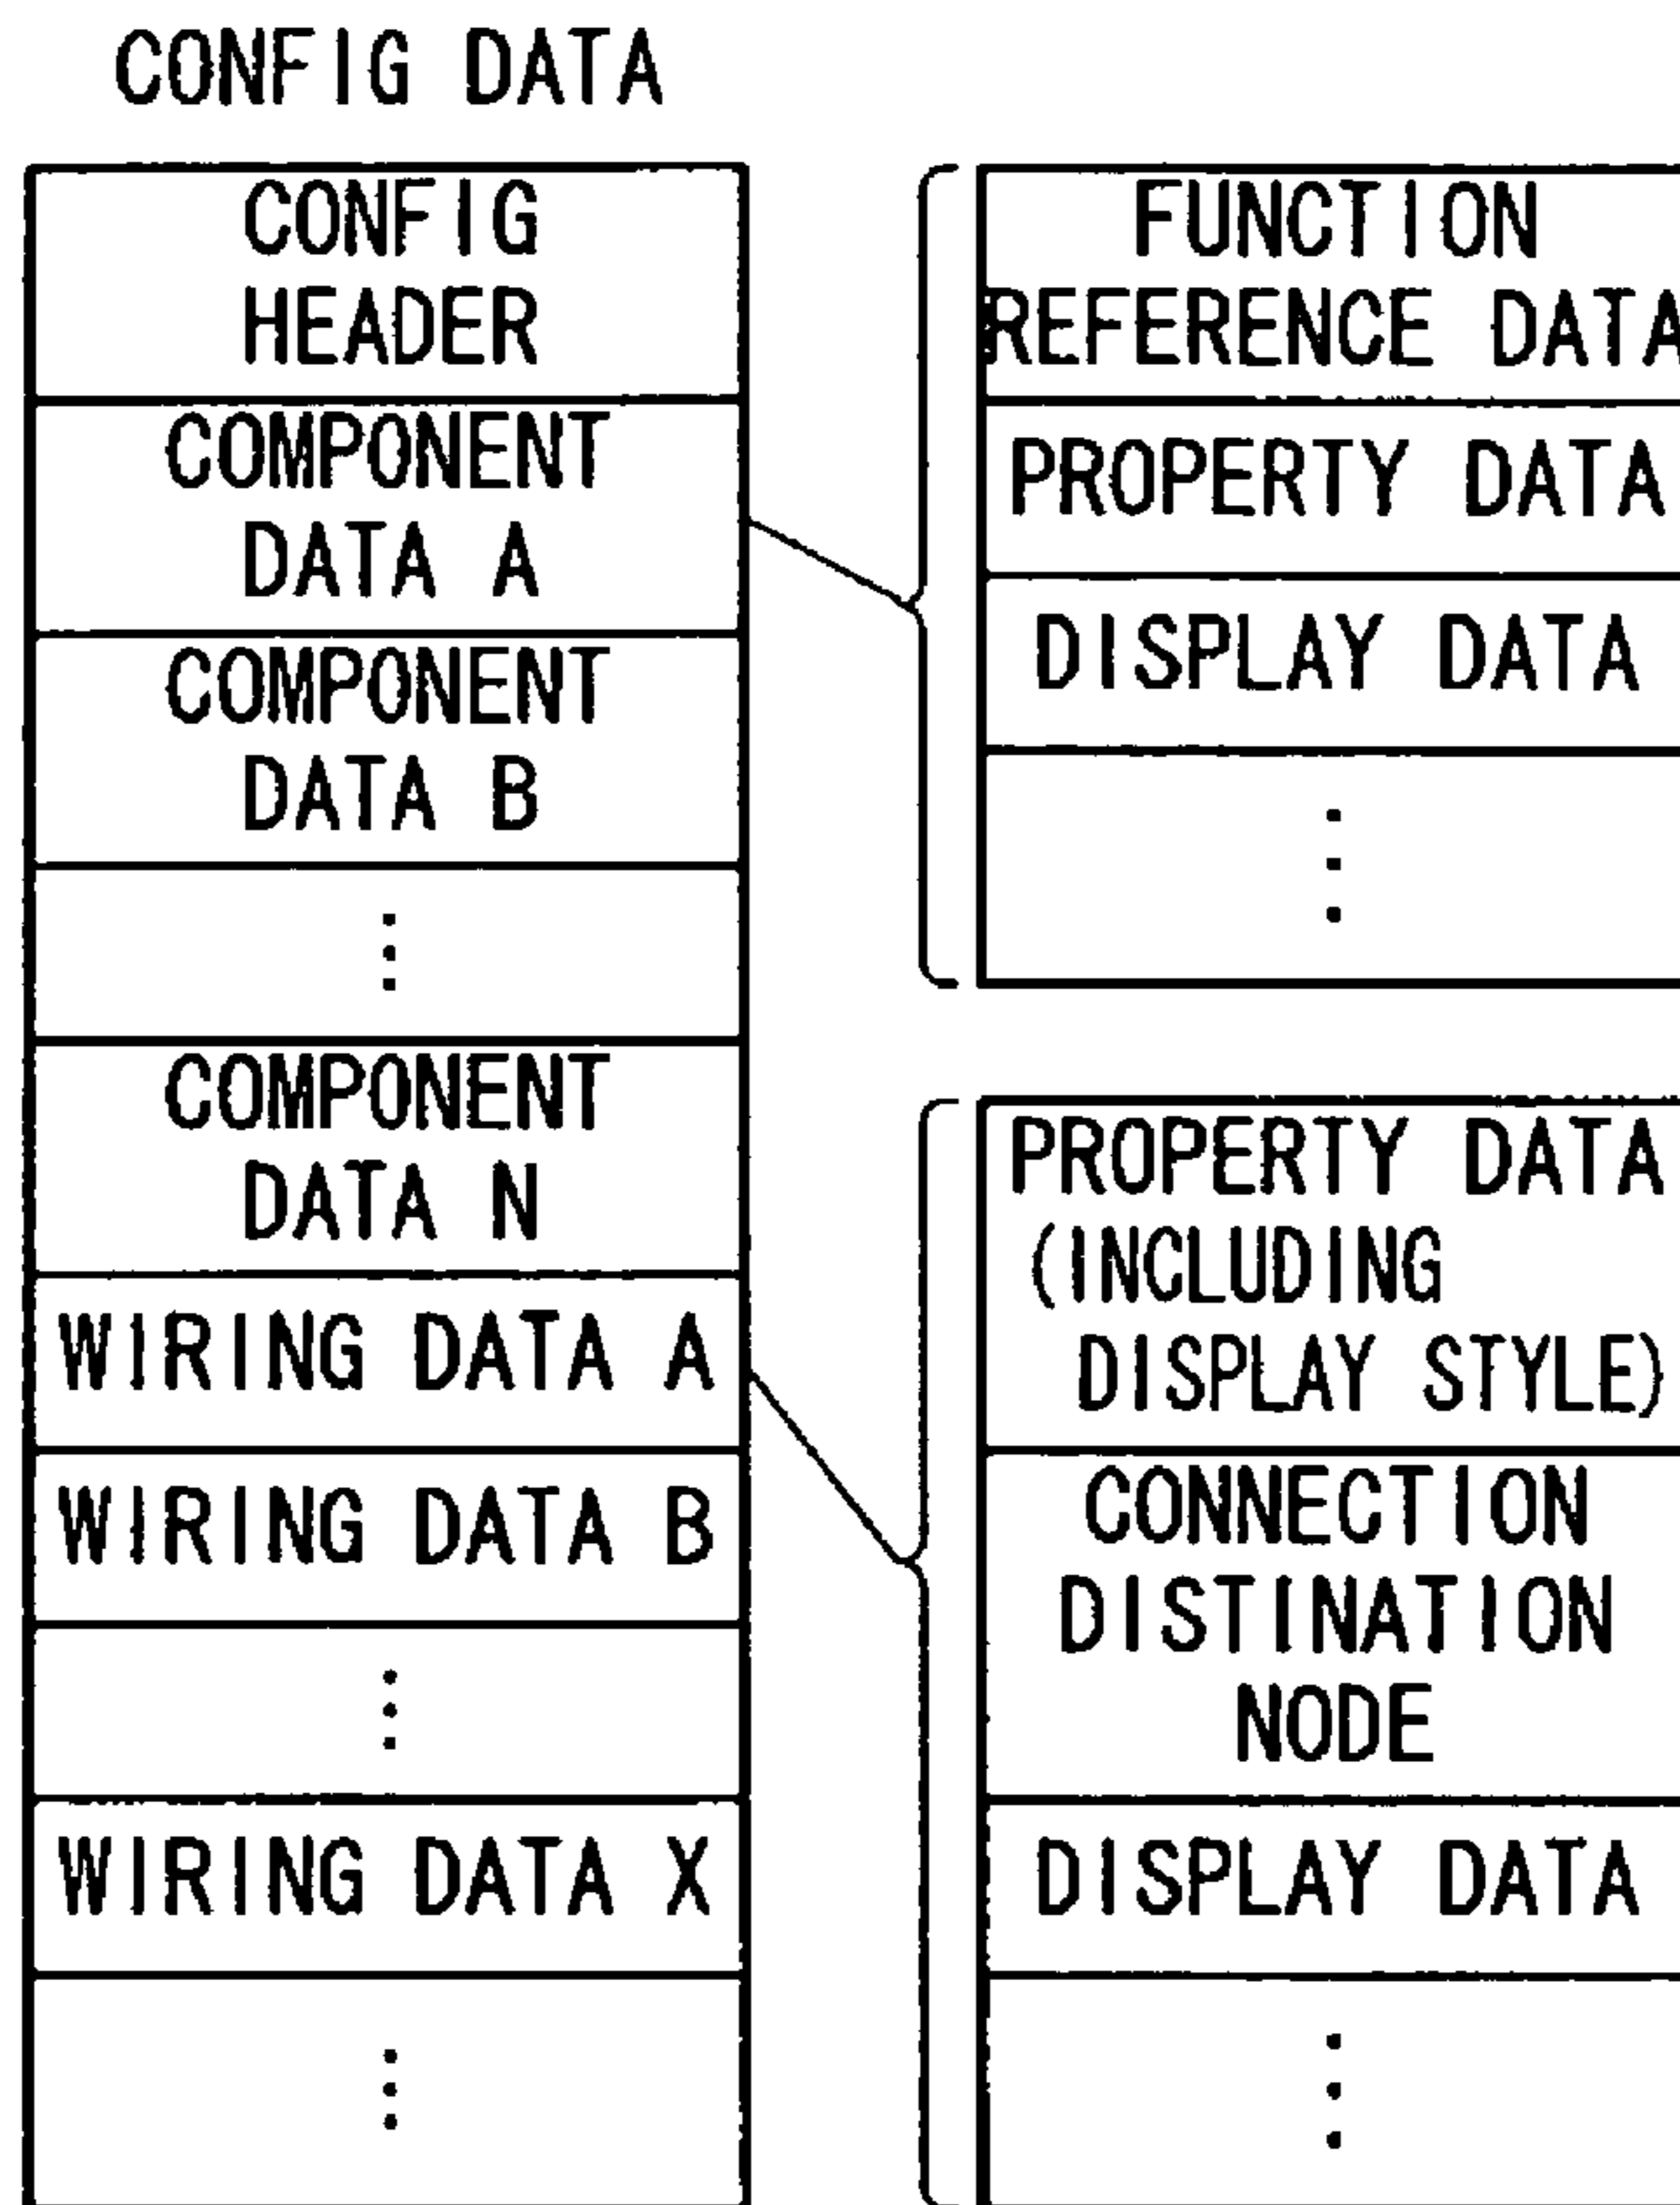 CONFIG DATA
CONFIG
HEADER
COMPONENT
DATA A
COMPONENT
DATA B
COMPONENT
DATA N
WIRING DATA A
WIRING DATA B
WIRING DATA X
FUNCTION
REFERENCE DATA
PROPERTY DATA
DISPLAY DATA
PROPERTY DATA
(INCLUDING
DISPLAY STYLE)
CONNECTION
DISTINATION
NODE
DISPLAY DATA